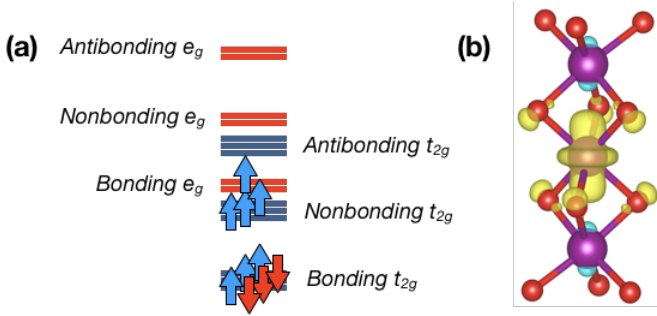 (a)
Antibonding e_g
Nonbonding e_g
Antibonding t_2g
Bonding e_g
Nonbonding t_2g
Bonding t_2g
(b)